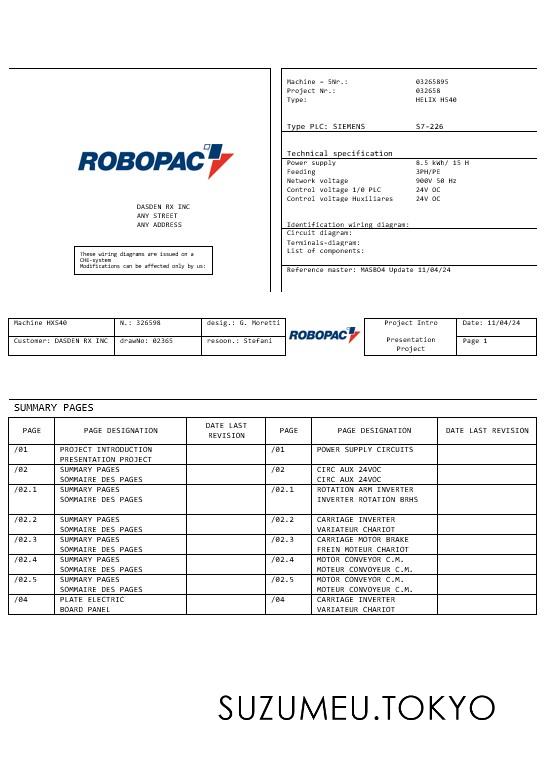 Machine – SNr.: 03265895
Project Nr.: 032658
Type: HELIX H540
Type PLC: SIEMENS S7-226
Technical specification
Power supply 8.5 kWh/ 15 H
Feeding 3PH/PE
Network voltage 900V 50 Hz
Control voltage I/0 PLC 24V OC
Control voltage Huxiliares 24V OC
Identification wiring diagram:
Circuit diagram:
Terminals-diagram:
List of components:
Reference master: MASBO4 Update 11/04/24
ROBOPAC
DASDEN RX INC
ANY STREET
ANY ADDRESS
These wiring diagrams are issued on a
CHE-system
Modifications can be affected only by us:
Machine HX540 N.: 326598 desig.: G. Moretti ROBOPAC Project Intro Date: 11/04/24
Customer: DASDEN RX INC drawNo: 02365 resoon.: Stefani Presentation Page 1
Project
SUMMARY PAGES
PAGE PAGE DESIGNATION DATE LAST REVISION PAGE PAGE DESIGNATION DATE LAST REVISION
/01 PROJECT INTRODUCTION /01 POWER SUPPLY CIRCUITS
PRESENTATION PROJECT
/02 SUMMARY PAGES /02 CIRC AUX 24VOC
SOMMAIRE DES PAGES CIRC AUX 24VOC
/02.1 SUMMARY PAGES /02.1 ROTATION ARM INVERTER
SOMMAIRE DES PAGES INVERTER ROTATION BRHS
/02.2 SUMMARY PAGES /02.2 CARRIAGE INVERTER
SOMMAIRE DES PAGES VARIATEUR CHARIOT
/02.3 SUMMARY PAGES /02.3 CARRIAGE MOTOR BRAKE
SOMMAIRE DES PAGES FREIN MOTEUR CHARIOT
/02.4 SUMMARY PAGES /02.4 MOTOR CONVEYOR C.M.
SOMMAIRE DES PAGES MOTEUR CONVOYEUR C.M.
/02.5 SUMMARY PAGES /02.5 MOTOR CONVEYOR C.M.
SOMMAIRE DES PAGES MOTEUR CONVOYEUR C.M.
/04 PLATE ELECTRIC /04 CARRIAGE INVERTER
BOARD PANEL VARIATEUR CHARIOT
SUZUMEU.TOKYO